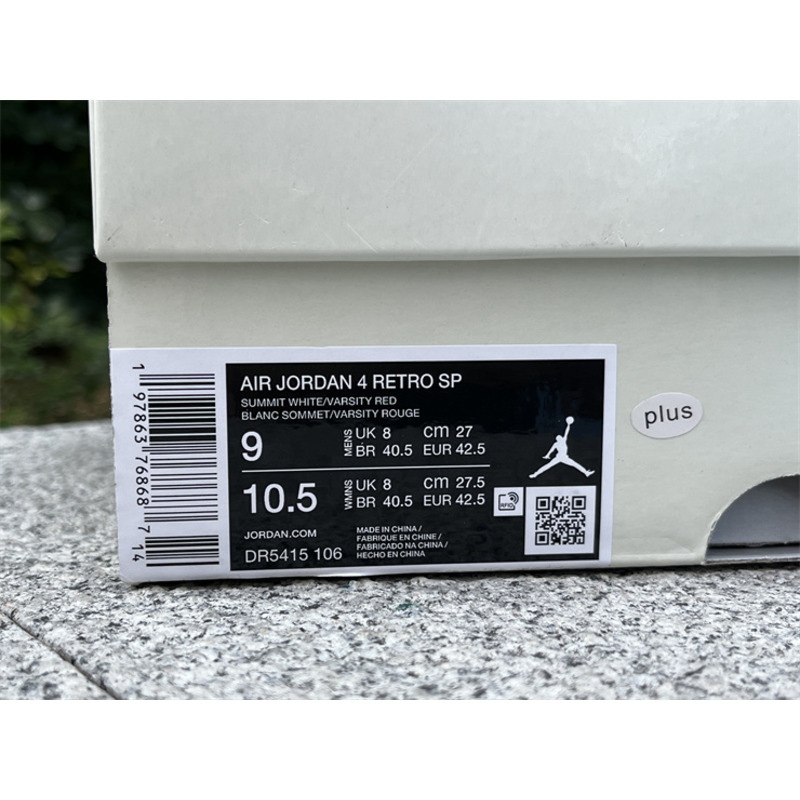 AIR JORDAN 4 RETRO SP
SUMMIT WHITE/VARSITY RED
BLANC SOMMET/VARSITY ROUGE
9 MENS UK 8 cm 27
BR 40.5 EUR 42.5
10.5 WMNS UK 8 cm 27.5
BR 40.5 EUR 42.5
RFID
JORDAN.COM
DR5415 106
MADE IN CHINA /
FABRIQUE EN CHINE /
FABRICADO NA CHINA /
HECHO EN CHINA
1 97863 76868 7 14
plus